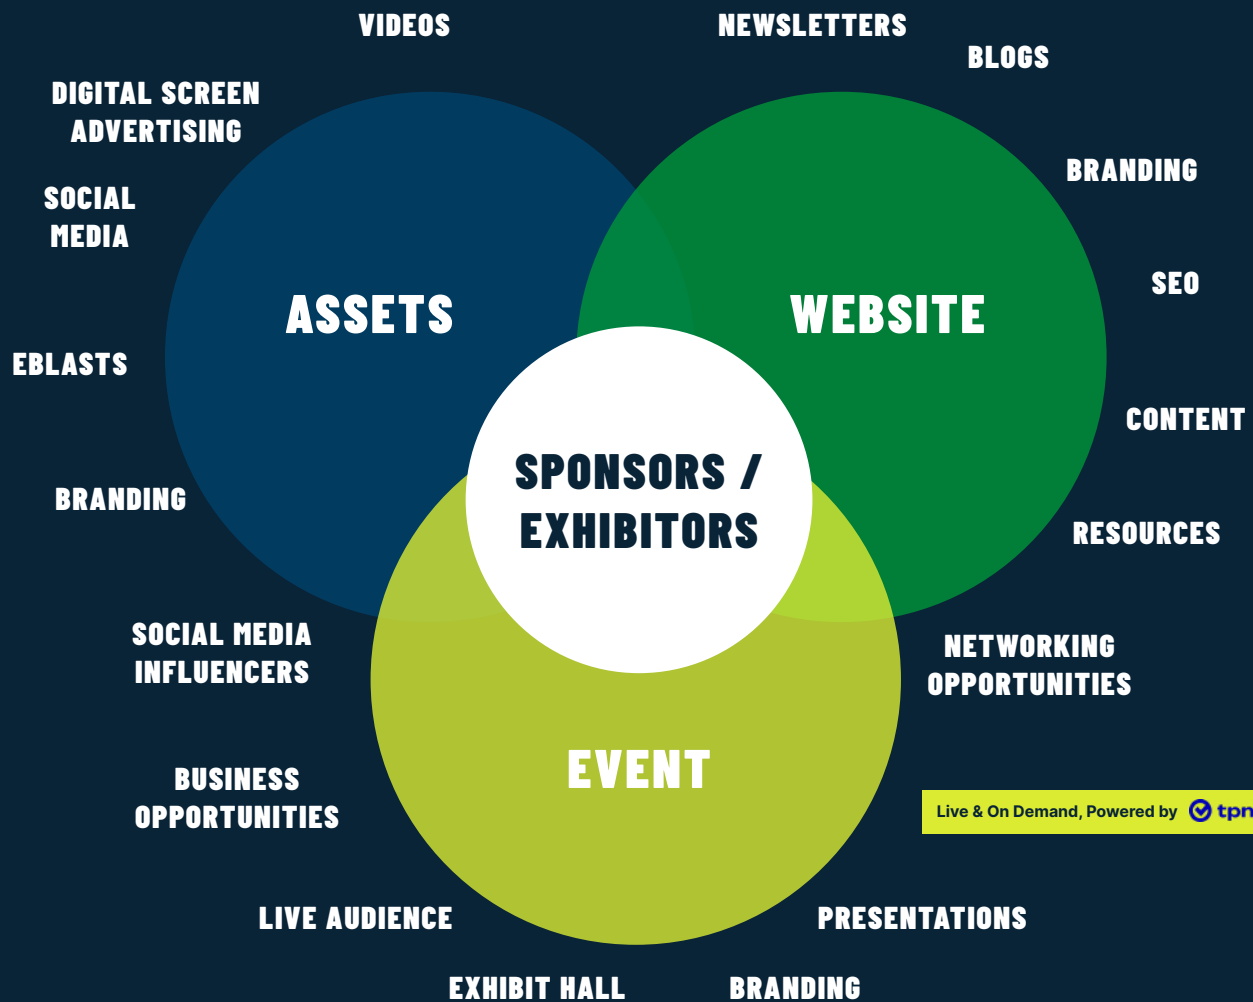 VIDEOS
NEWSLETTERS
BLOGS
DIGITAL SCREEN
ADVERTISING
BRANDING
SOCIAL
MEDIA
SEO
ASSETS
WEBSITE
EBLASTS
CONTENT
SPONSORS /
EXHIBITORS
BRANDING
RESOURCES
SOCIAL MEDIA
INFLUENCERS
NETWORKING
OPPORTUNITIES
EVENT
BUSINESS
OPPORTUNITIES
Live & On Demand, Powered by tpn
LIVE AUDIENCE
PRESENTATIONS
EXHIBIT HALL
BRANDING